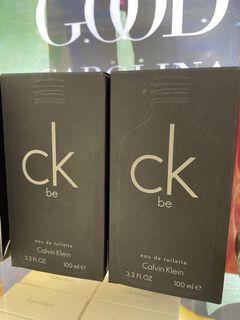 GOOD
CAROLINA
ck
be
eau de toilette
Calvin Klein
3.3 FL OZ 100 ml e
ck
be
eau de toilette
Calvin Klein
3.3 FL.OZ 100 ml e